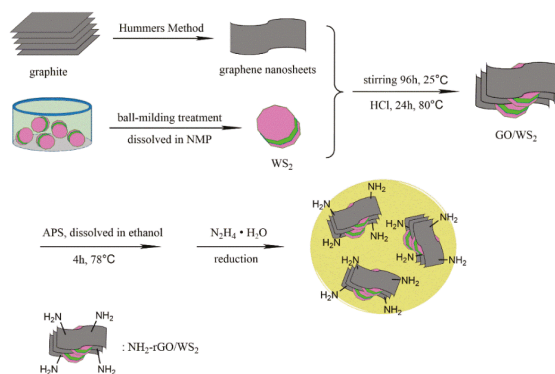 Hummers Method
graphite
graphene nanosheets
stirring 96h, 25°C
HCl, 24h, 80°C
GO/WS2
ball-milding treatment
dissolved in NMP
WS2
APS, dissolved in ethanol
4h, 78°C
N2H4 • H2O
reduction
H2N
NH2
H2N
NH2
H2N
NH2
H2N
NH2
H2N
NH2
H2N
NH2
H2N
NH2
H2N
NH2
: NH2-rGO/WS2